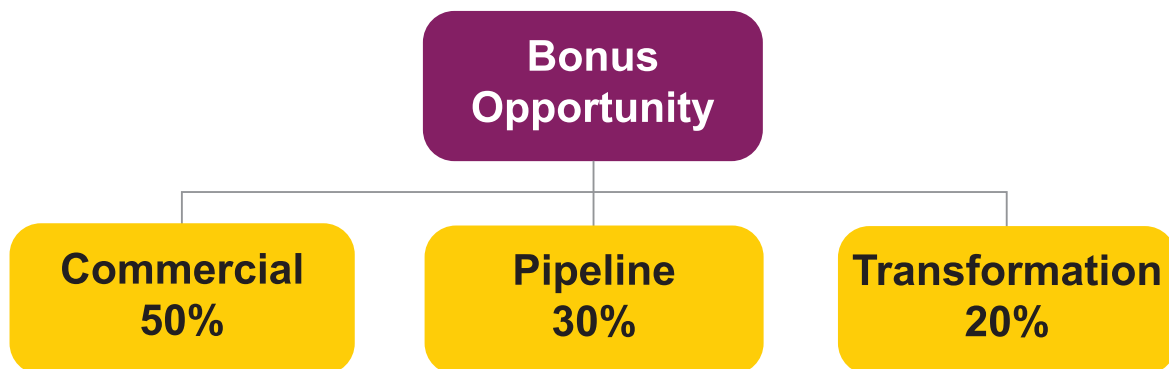 Bonus
Opportunity
Commercial
50%
Pipeline
30%
Transformation
20%